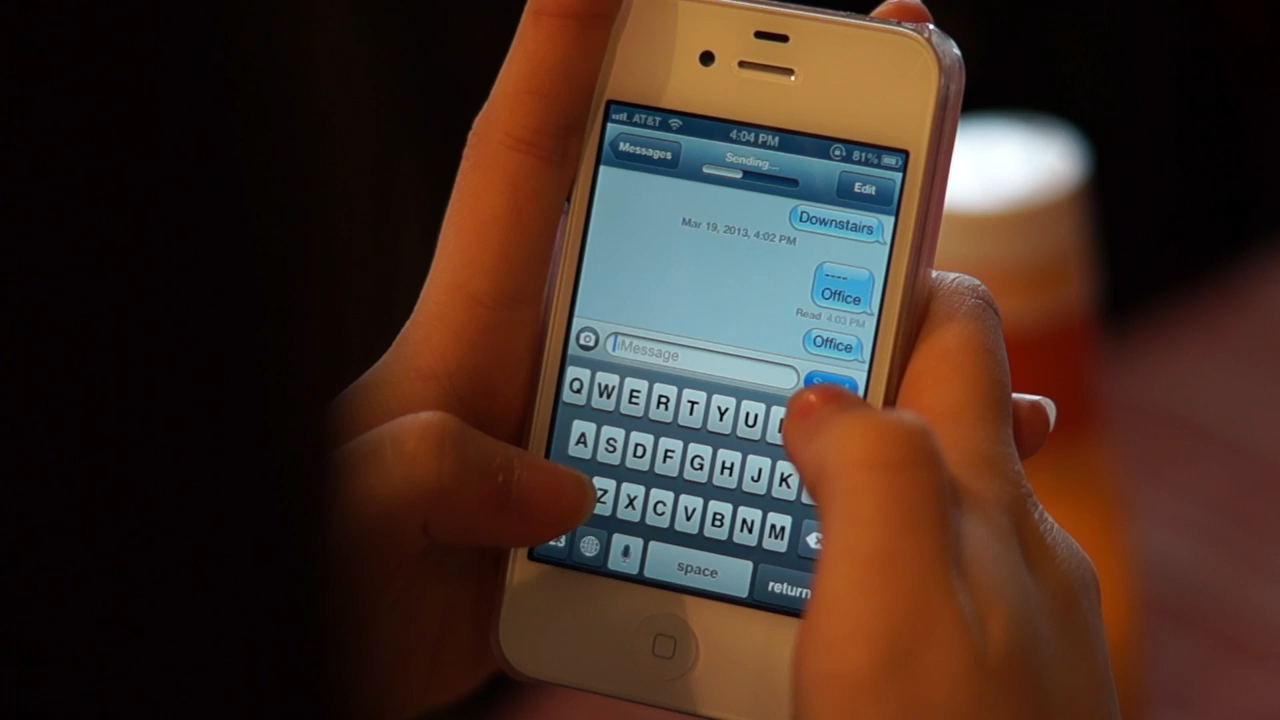 AT&T 4:04 PM 81%
Messages Sending... Edit
Downstairs
Mar 19, 2013, 4:02 PM
----
Office
Read 4:03 PM
Office
iMessage
Q W E R T Y U
A S D F G H J K
Z X C V B N M
space return